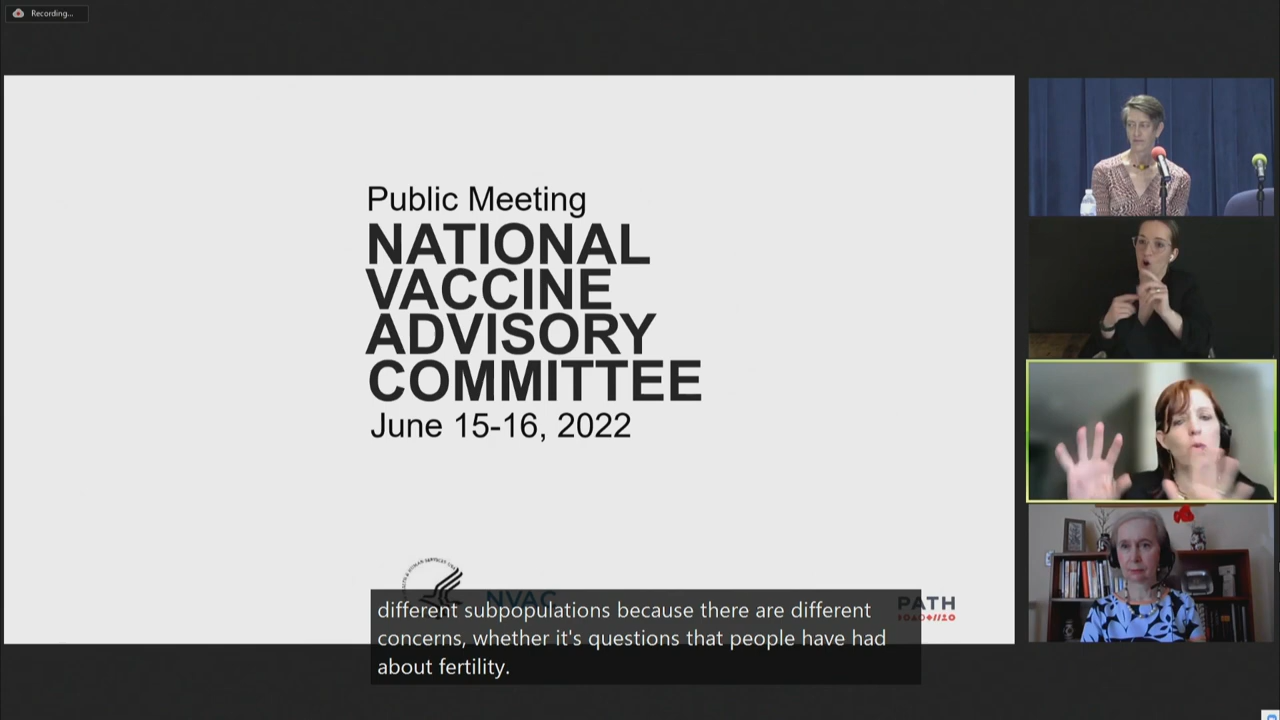 Recording...
Public Meeting
NATIONAL
VACCINE
ADVISORY
COMMITTEE
June 15-16, 2022
NVAC
PATH
different subpopulations because there are different
concerns, whether it's questions that people have had
about fertility.